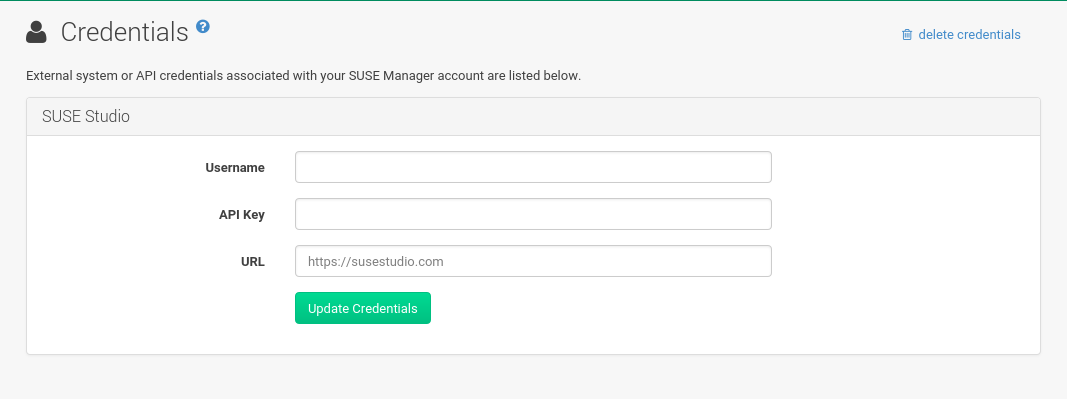 Credentials ?
delete credentials
External system or API credentials associated with your SUSE Manager account are listed below.
SUSE Studio
Username
API Key
URL
https://susestudio.com
Update Credentials